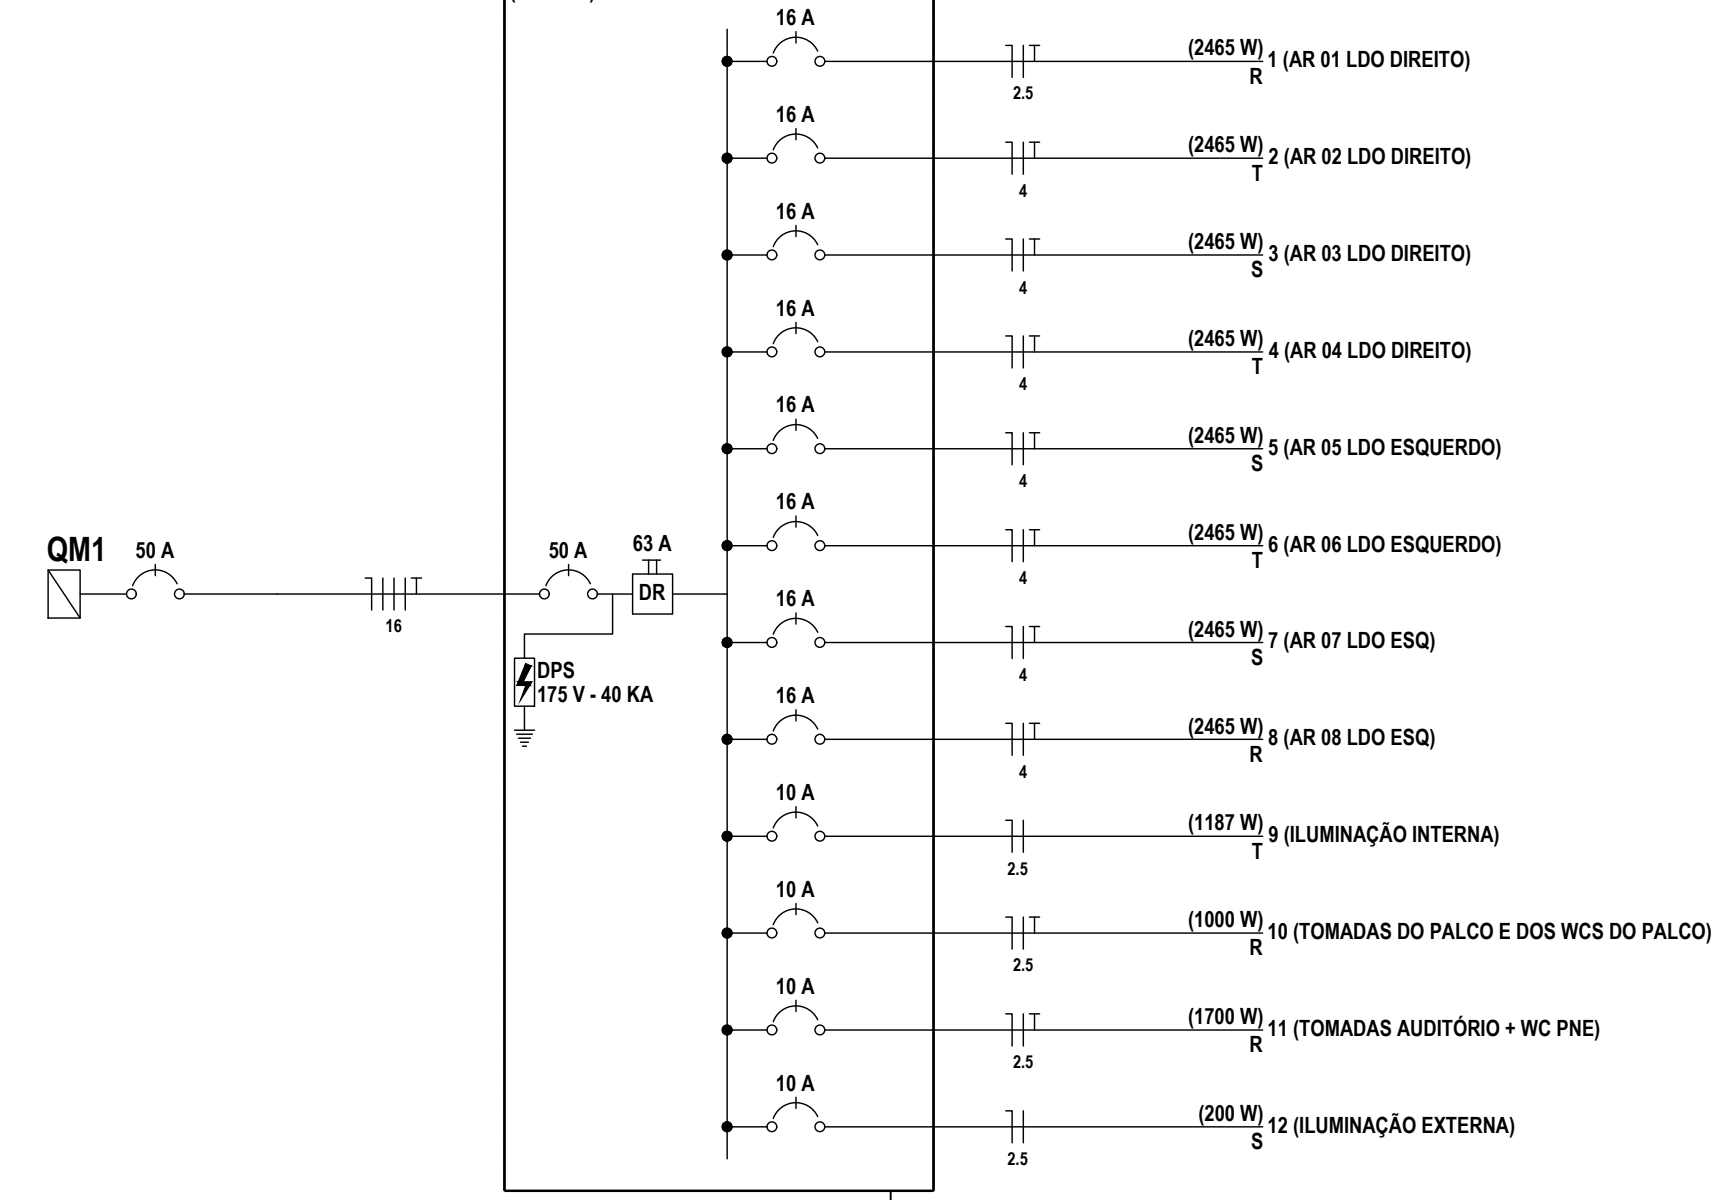 16 A
(2465 W)
1 (AR 01 LDO DIREITO)
R
2.5
16 A
(2465 W)
2 (AR 02 LDO DIREITO)
T
4
16 A
(2465 W)
3 (AR 03 LDO DIREITO)
S
4
16 A
(2465 W)
4 (AR 04 LDO DIREITO)
T
4
16 A
(2465 W)
5 (AR 05 LDO ESQUERDO)
S
4
16 A
(2465 W)
6 (AR 06 LDO ESQUERDO)
T
4
QM1
50 A
16
50 A
63 A
DR
DPS
175 V - 40 KA
16 A
(2465 W)
7 (AR 07 LDO ESQ)
S
4
16 A
(2465 W)
8 (AR 08 LDO ESQ)
R
4
10 A
(1187 W)
9 (ILUMINAÇÃO INTERNA)
T
2.5
10 A
(1000 W)
10 (TOMADAS DO PALCO E DOS WCS DO PALCO)
R
2.5
10 A
(1700 W)
11 (TOMADAS AUDITÓRIO + WC PNE)
R
2.5
10 A
(200 W)
12 (ILUMINAÇÃO EXTERNA)
S
2.5